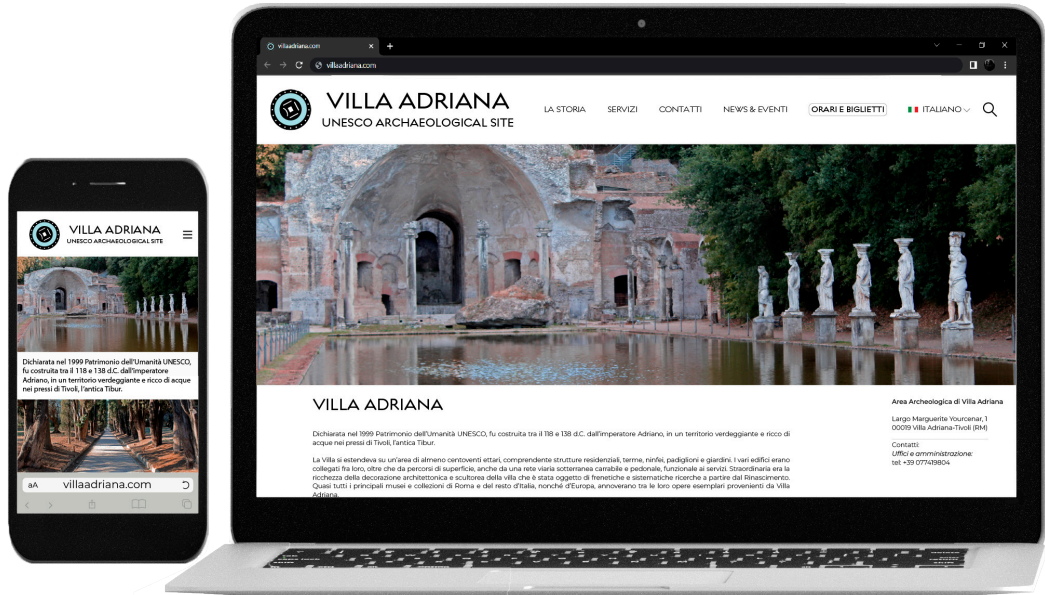 villaadriana.com
villaadriana.com
VILLA ADRIANA
UNESCO ARCHAEOLOGICAL SITE
LA STORIA
SERVIZI
CONTATTI
NEWS & EVENTI
ORARI E BIGLIETTI
ITALIANO
VILLA ADRIANA
Dichiarata nel 1999 Patrimonio dell'Umanità UNESCO, fu costruita tra il 118 e 138 d.C. dall'imperatore Adriano, in un territorio verdeggiante e ricco di
acque nei pressi di Tivoli, l'antica Tibur.
La Villa si estendeva su un'area di almeno centoventi ettari, comprendente strutture residenziali, terme, ninfei, padiglioni e giardini. I vari edifici erano
collegati fra loro, oltre che da percorsi di superficie, anche da una rete viaria sotterranea carrabile e pedonale, funzionale ai servizi. Straordinaria era la
ricchezza della decorazione architettonica e scultorea della villa che è stata oggetto di frenetiche e sistematiche ricerche a partire dal Rinascimento.
Quasi tutti i principali musei e collezioni di Roma e del resto d'Italia, nonché d'Europa, annoverano tra le loro opere esemplari provenienti da Villa
Adriana.
Area Archeologica di Villa Adriana
Largo Marguerite Yourcenar, 1
00019 Villa Adriana-Tivoli (RM)
Contatti:
Uffici e amministrazione:
tel: +39 077419804
VILLA ADRIANA
UNESCO ARCHAEOLOGICAL SITE
Dichiarata nel 1999 Patrimonio dell'Umanità UNESCO,
fu costruita tra il 118 e 138 d.C. dall'imperatore
Adriano, in un territorio verdeggiante e ricco di acque
nei pressi di Tivoli, l'antica Tibur.
aA villaadriana.com